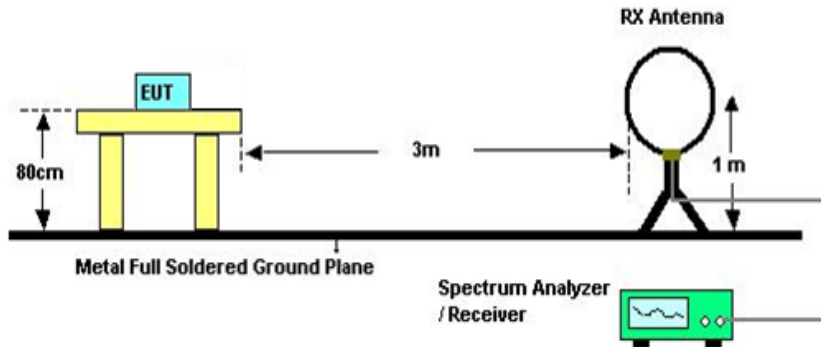 RX Antenna
EUT
3m
80cm
1 m
Metal Full Soldered Ground Plane
Spectrum Analyzer
/ Receiver